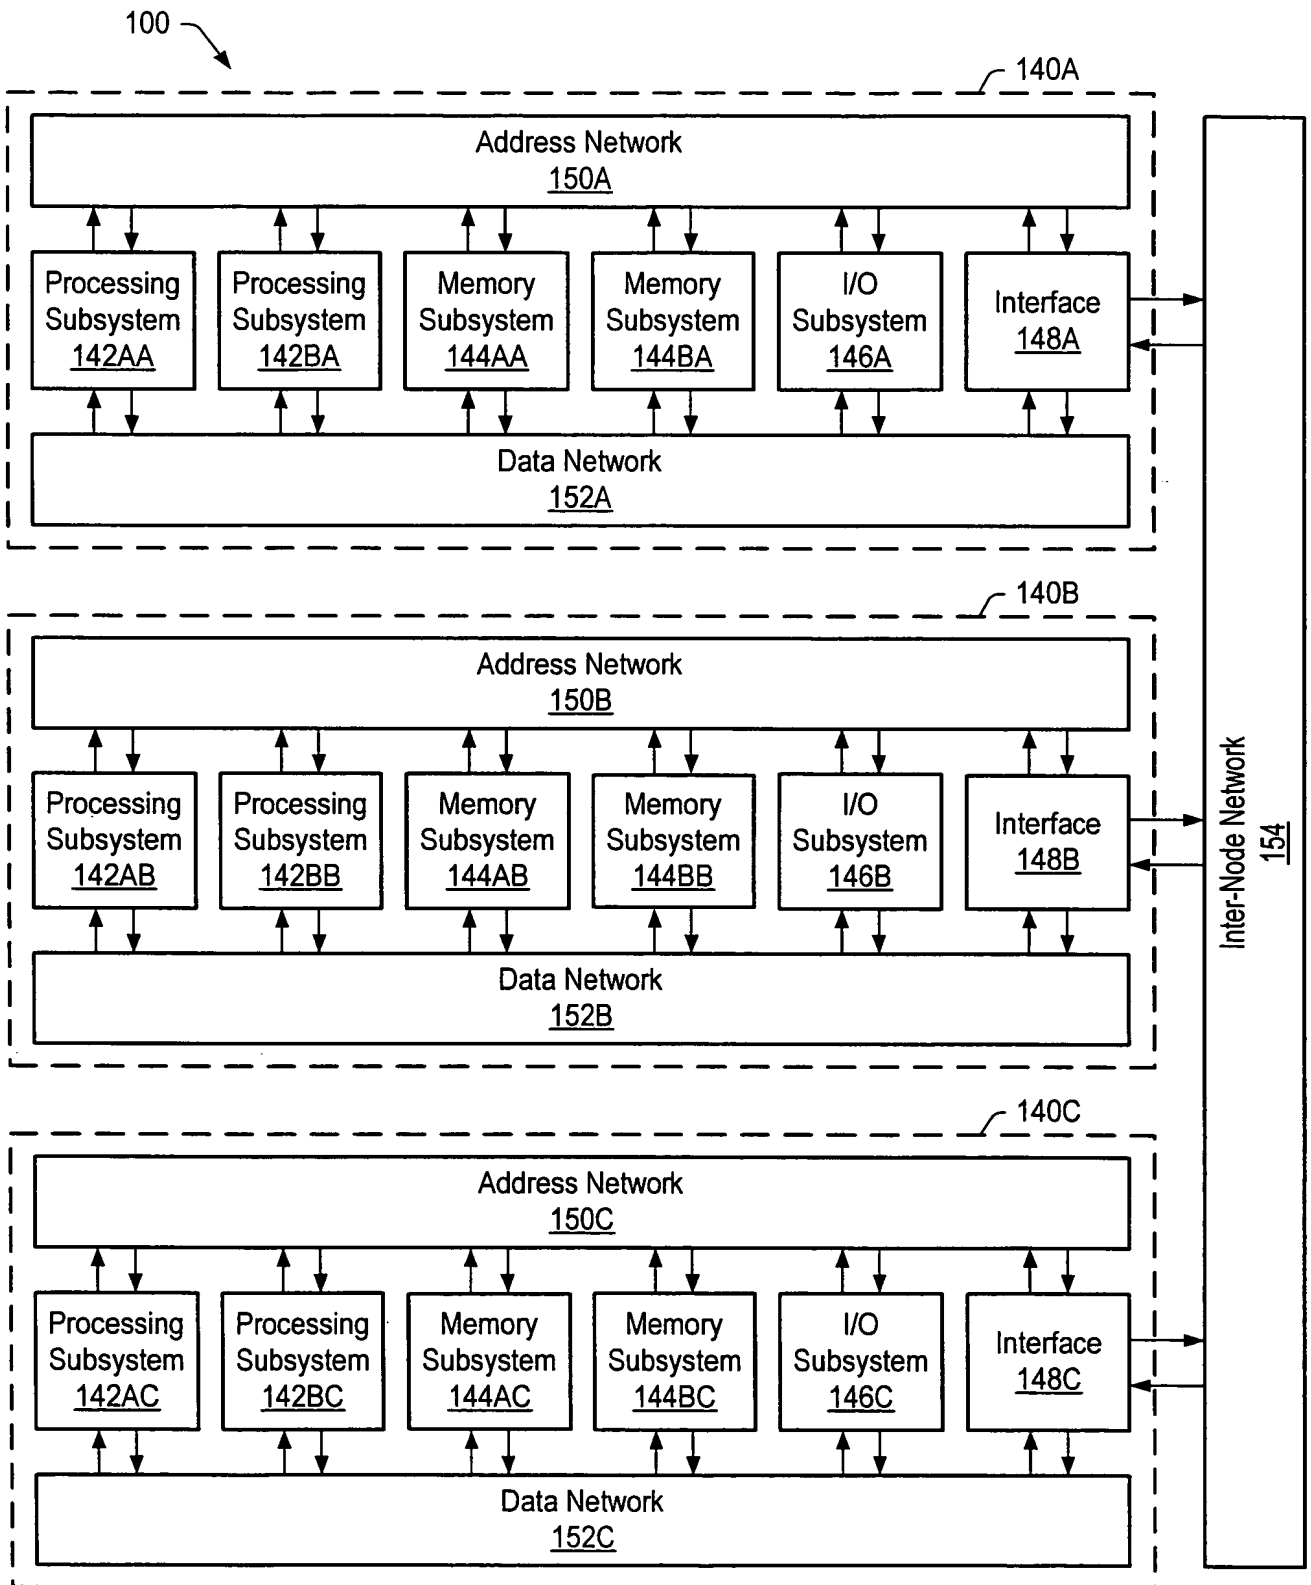 100
140A
Address Network
150A
Processing
Subsystem
142AA
Processing
Subsystem
142BA
Memory
Subsystem
144AA
Memory
Subsystem
144BA
I/O
Subsystem
146A
Interface
148A
Data Network
152A
140B
Address Network
150B
Processing
Subsystem
142AB
Processing
Subsystem
142BB
Memory
Subsystem
144AB
Memory
Subsystem
144BB
I/O
Subsystem
146B
Interface
148B
Data Network
152B
140C
Address Network
150C
Processing
Subsystem
142AC
Processing
Subsystem
142BC
Memory
Subsystem
144AC
Memory
Subsystem
144BC
I/O
Subsystem
146C
Interface
148C
Data Network
152C
Inter-Node Network
154